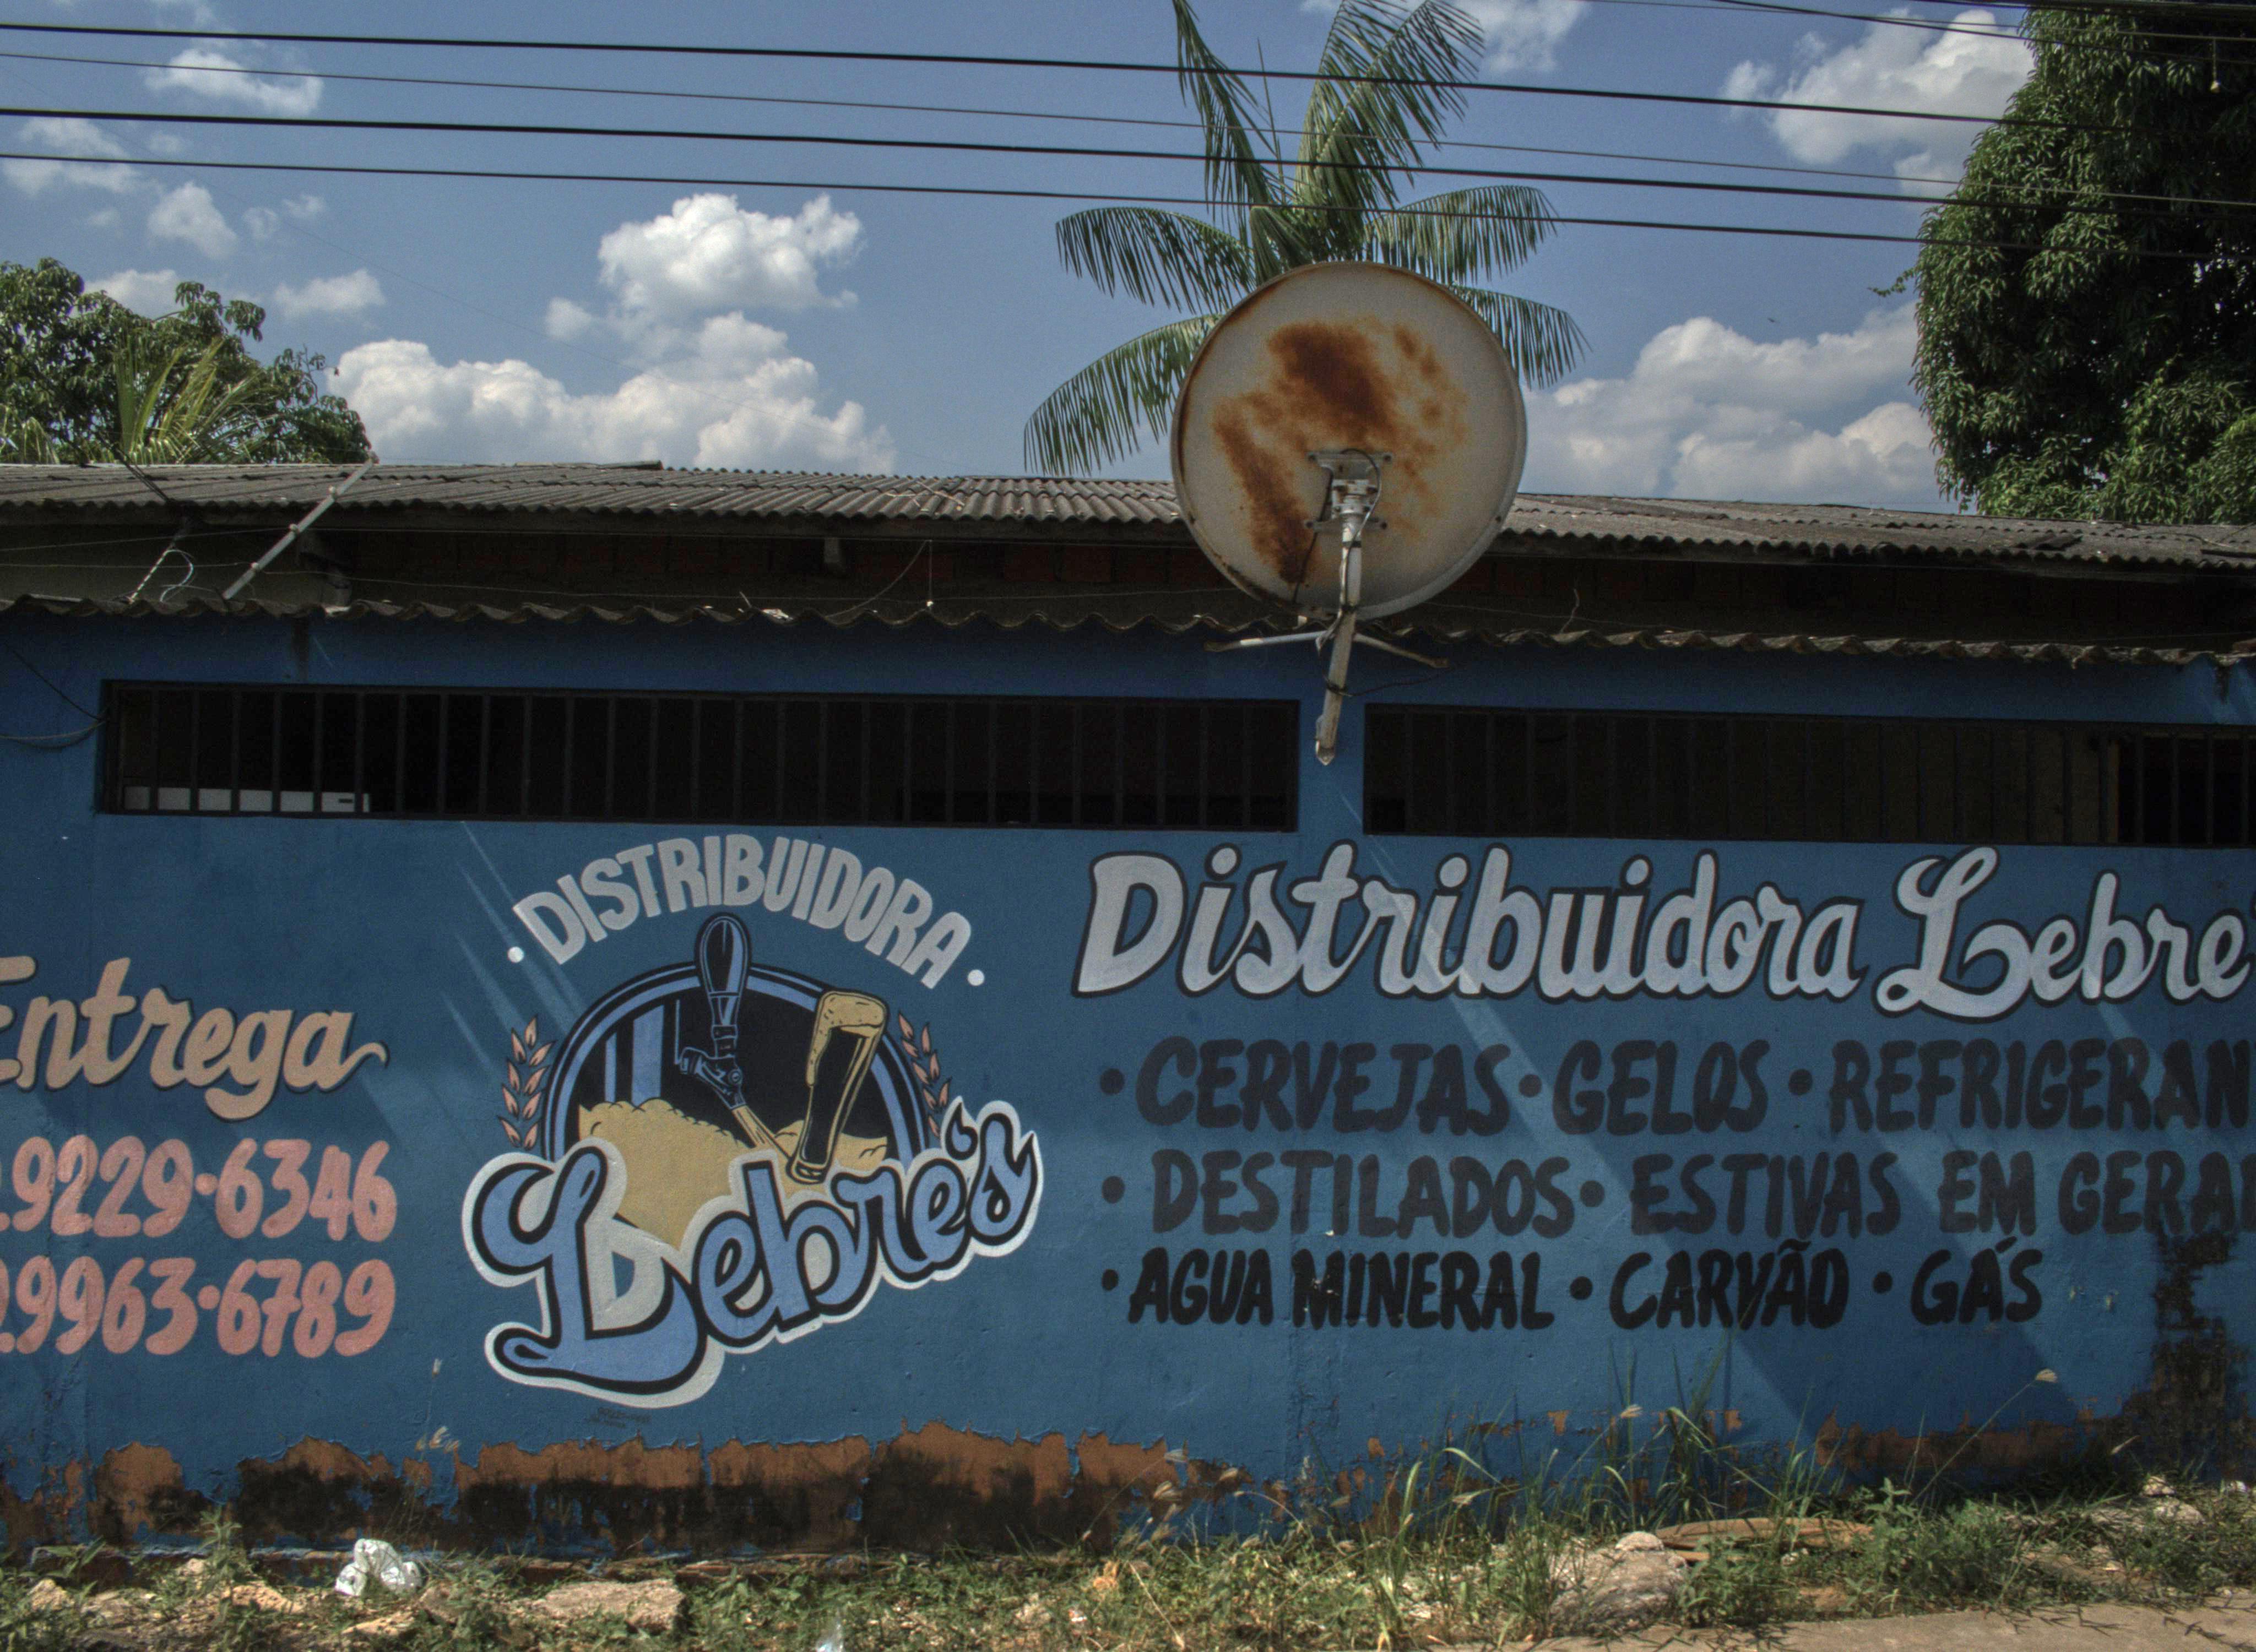 Entrega
9229-6346
9963-6789
DISTRIBUIDORA
Lebre's
Distribuidora Lebre'
• CERVEJAS • GELOS • REFRIGERAN
• DESTILADOS • ESTIVAS EM GERAL
• AGUA MINERAL • CARVÃO • GÁS